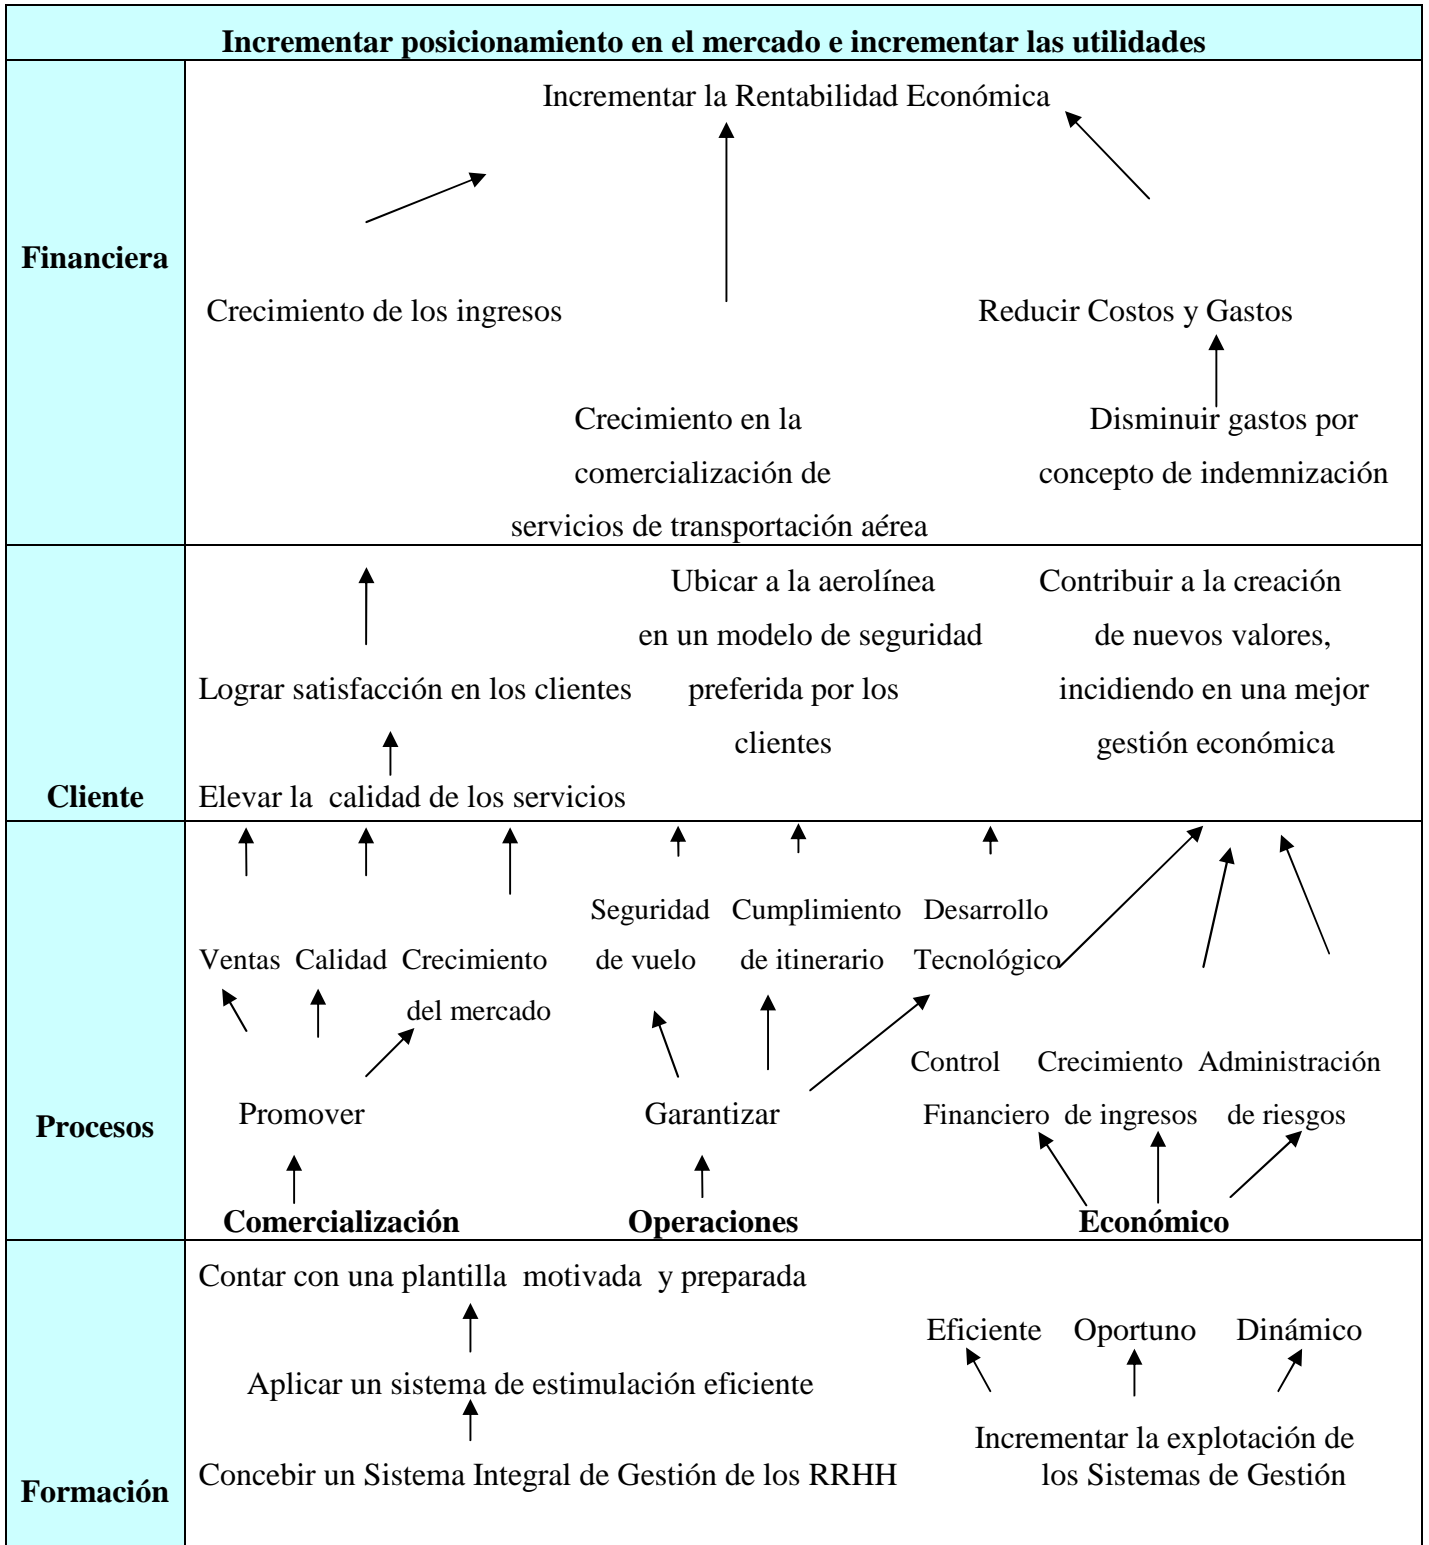 Incrementar posicionamiento en el mercado e incrementar las utilidades
Financiera
Incrementar la Rentabilidad Económica
Crecimiento de los ingresos
Reducir Costos y Gastos
Crecimiento en la
comercialización de
servicios de transportación aérea
Disminuir gastos por
concepto de indemnización
Cliente
Lograr satisfacción en los clientes
Elevar la calidad de los servicios
Ubicar a la aerolínea
en un modelo de seguridad
preferida por los
clientes
Contribuir a la creación
de nuevos valores,
incidiendo en una mejor
gestión económica
Procesos
Ventas
Calidad
Crecimiento
del mercado
Promover
Comercialización
Seguridad
de vuelo
Cumplimiento
de itinerario
Desarrollo
Tecnológico
Garantizar
Operaciones
Control
Financiero
Crecimiento
de ingresos
Administración
de riesgos
Económico
Formación
Contar con una plantilla motivada y preparada
Aplicar un sistema de estimulación eficiente
Concebir un Sistema Integral de Gestión de los RRHH
Eficiente
Oportuno
Dinámico
Incrementar la explotación de
los Sistemas de Gestión